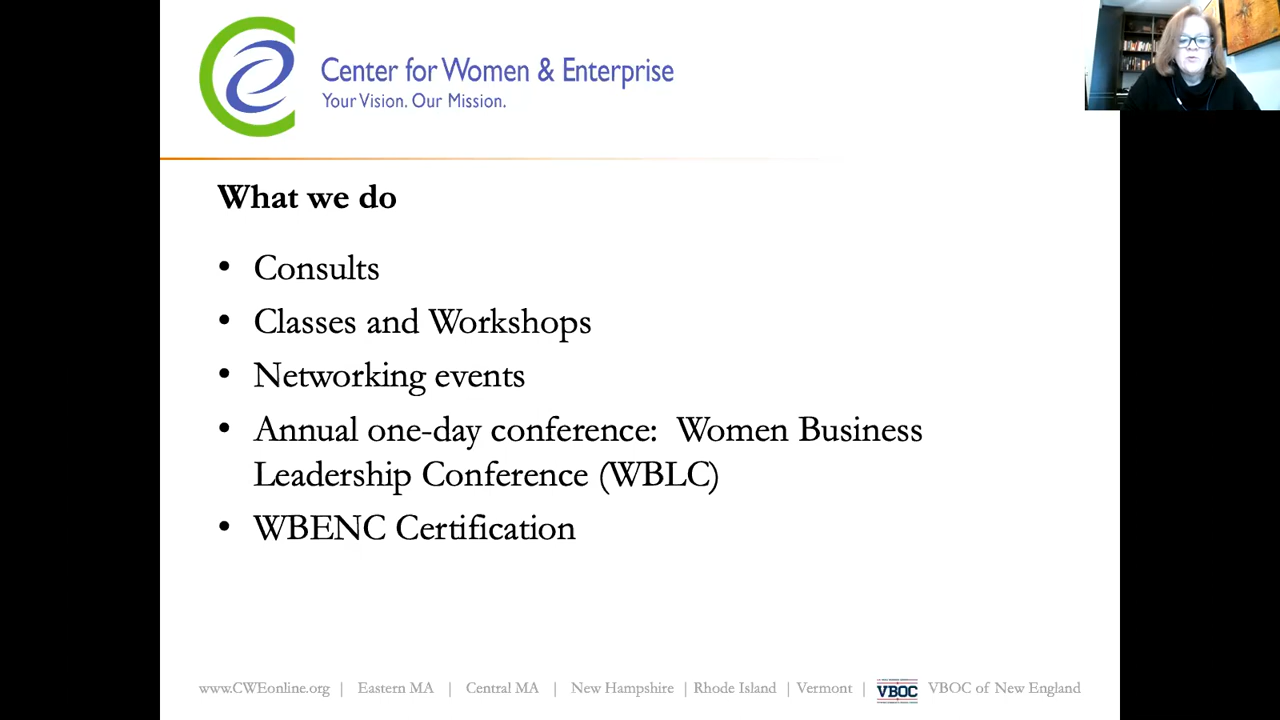 Center for Women & Enterprise
Your Vision. Our Mission.
What we do
• Consults
• Classes and Workshops
• Networking events
• Annual one-day conference: Women Business
Leadership Conference (WBLC)
• WBENC Certification
www.CWEonline.org | Eastern MA | Central MA | New Hampshire | Rhode Island | Vermont | VBOC VBOC of New England